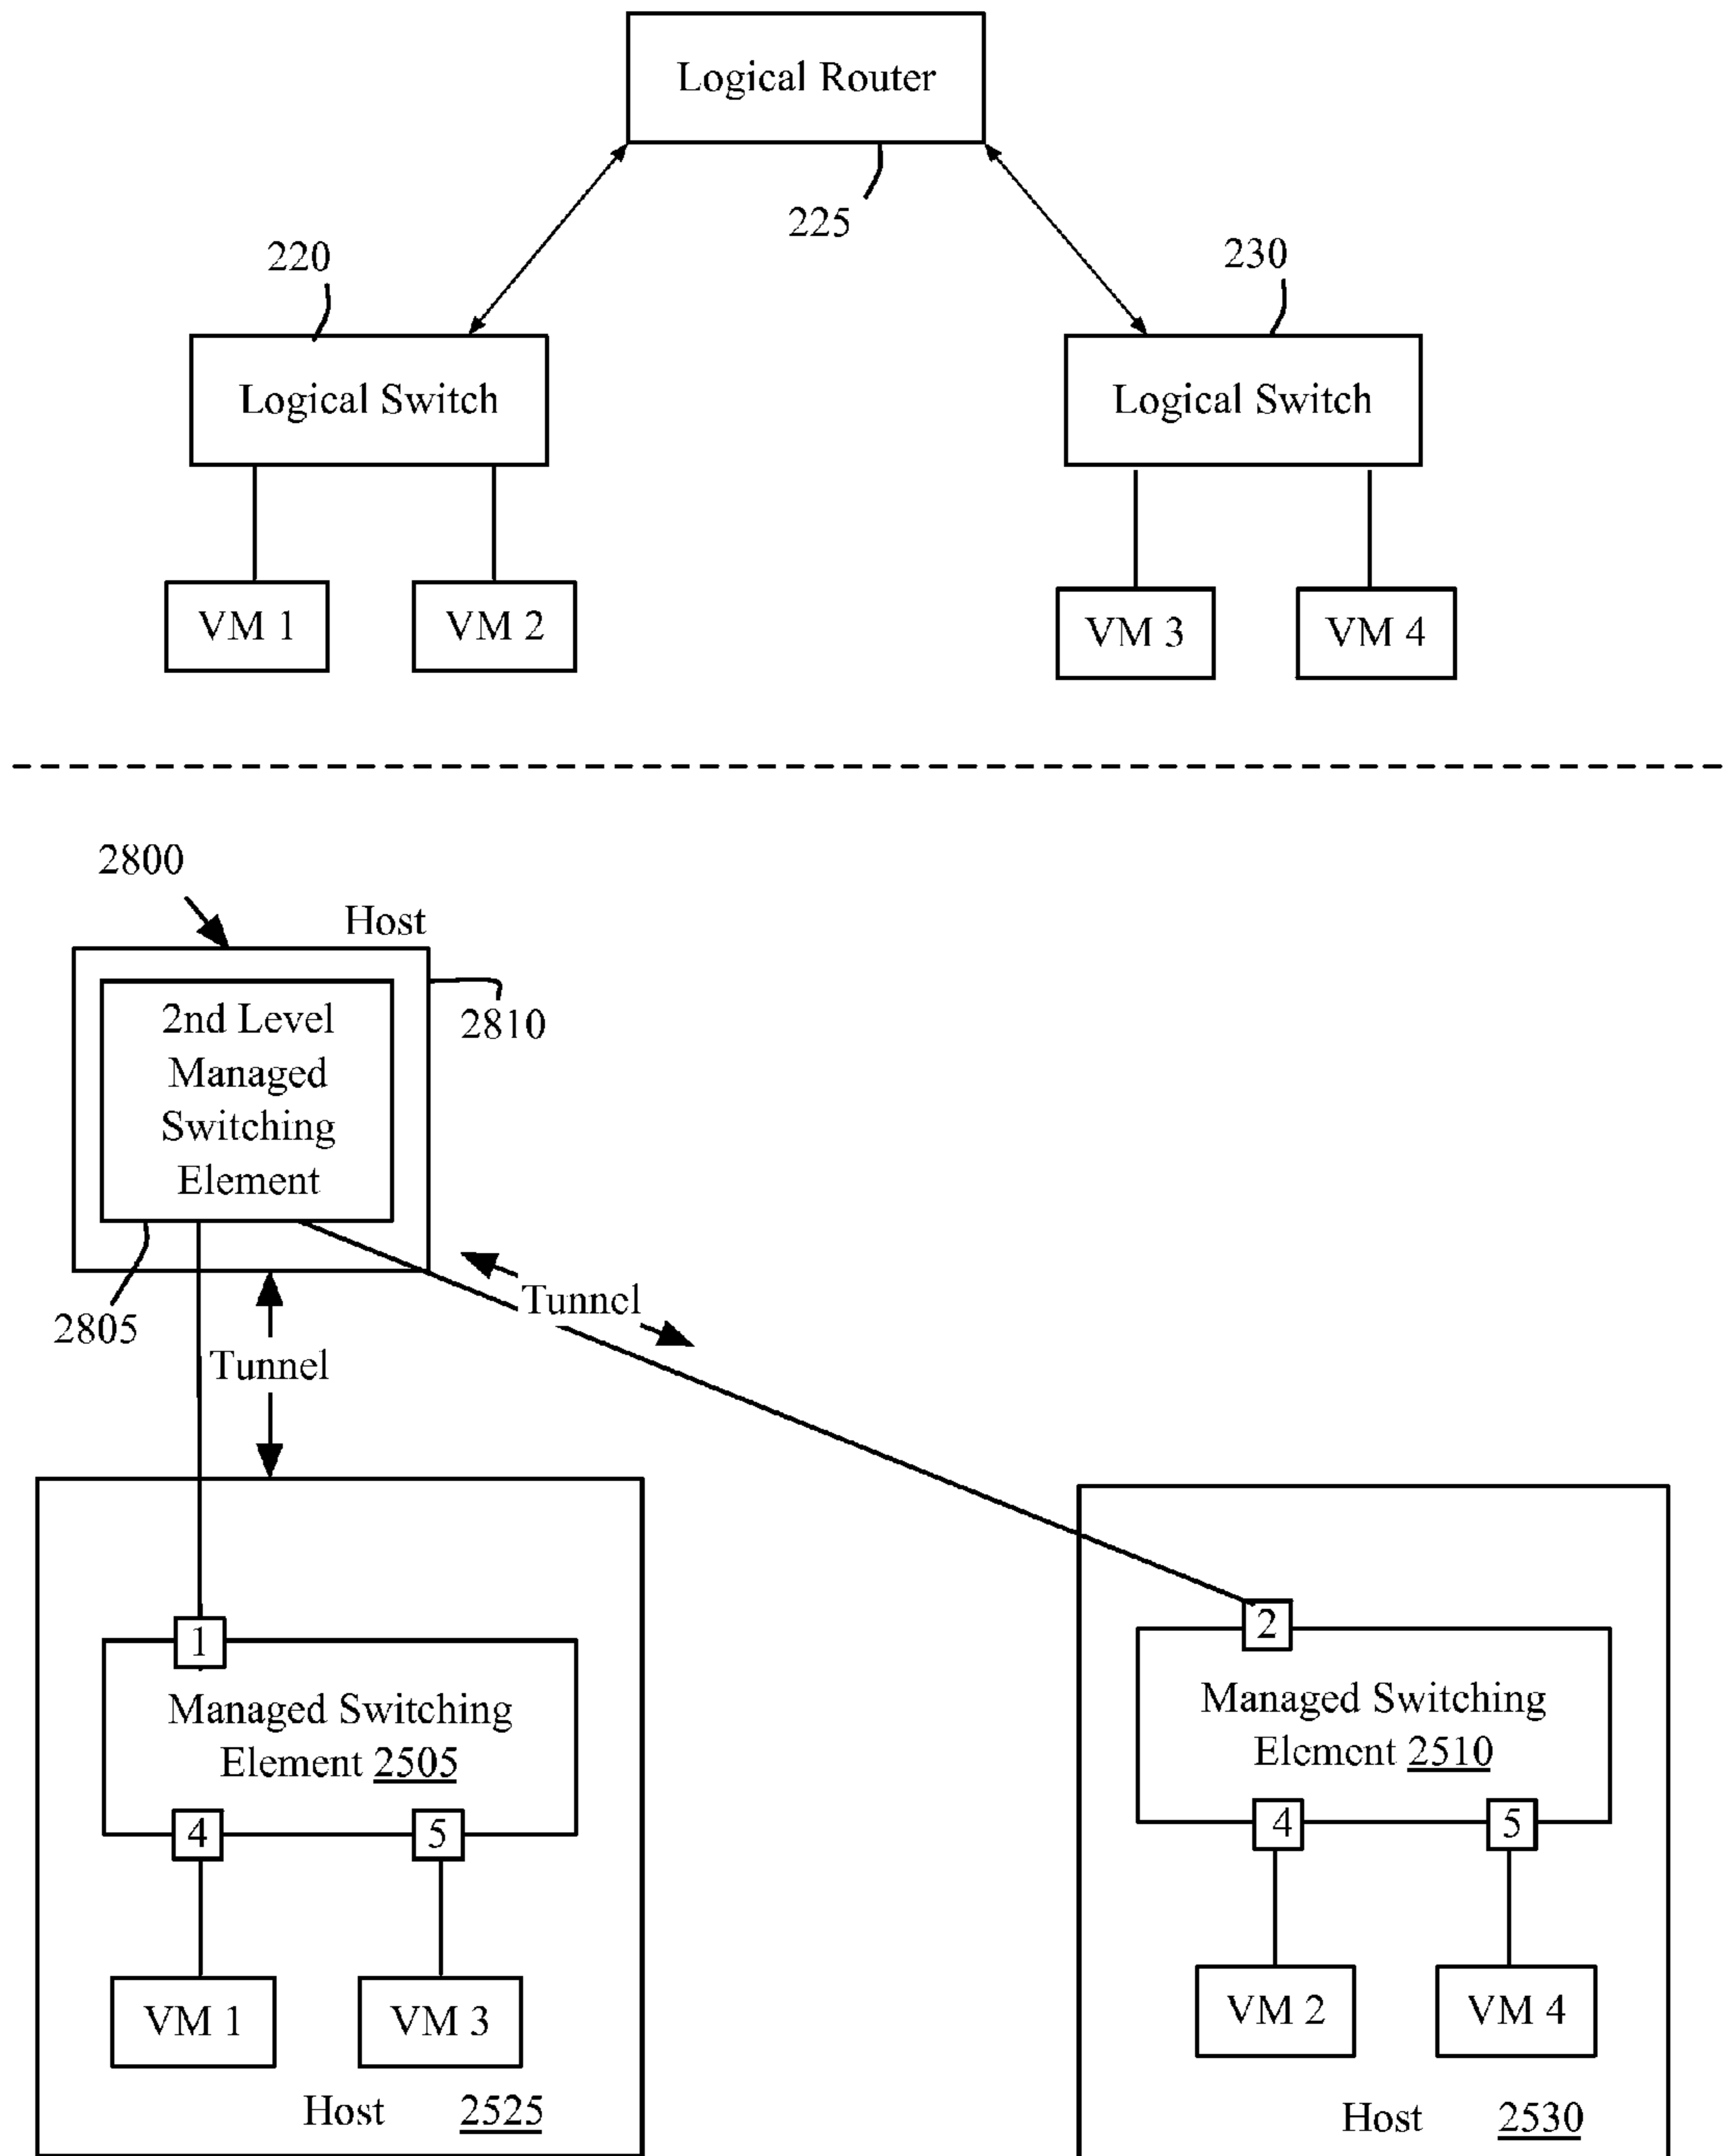 Logical Router
225
220
230
Logical Switch
Logical Switch
VM 1
VM 2
VM 3
VM 4
2800
Host
2nd Level
Managed
Switching
Element
2810
2805
Tunnel
Tunnel
1
Managed Switching
Element 2505
4
5
VM 1
VM 3
Host 2525
2
Managed Switching
Element 2510
4
5
VM 2
VM 4
Host 2530